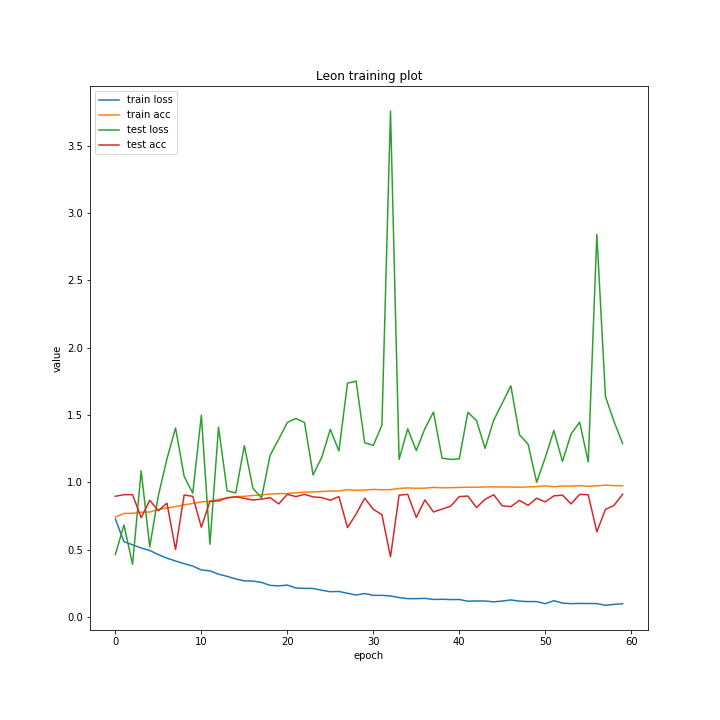 Leon training plot
train loss
train acc
test loss
test acc
3.5
3.0
2.5
2.0
1.5
1.0
0.5
0.0
value
0 10 20 30 40 50 60
epoch